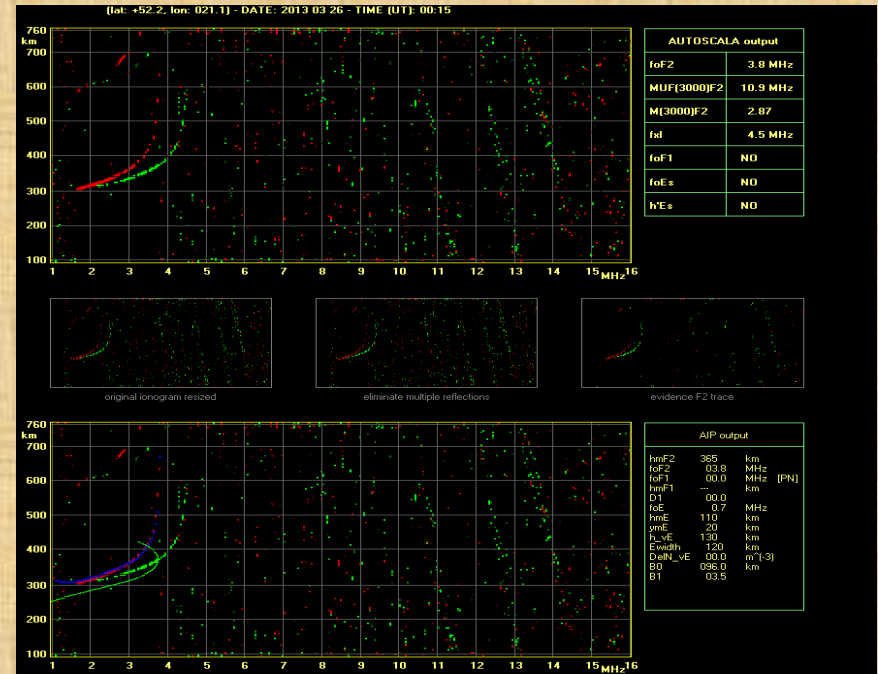 (lat: +52.2, lon: 021.1) - DATE: 2013 03 26 - TIME (UT): 00:15
760
km
700
600
500
400
300
200
100
1 2 3 4 5 6 7 8 9 10 11 12 13 14 15 16
MHz
AUTOSCALA output
foF2 3.8 MHz
MUF(3000)F2 10.9 MHz
M(3000)F2 2.87
fxI 4.5 MHz
foF1 NO
foEs NO
h'Es NO
original ionogram resized
eliminate multiple reflections
evidence F2 trace
760
km
700
600
500
400
300
200
100
1 2 3 4 5 6 7 8 9 10 11 12 13 14 15 16
MHz
AIP output
hmF2 365 km
foF2 03.8 MHz
foF1 00.0 MHz [PN]
hmF1 --- km
D1 00.0
foE 0.7 MHz
hmE 110 km
ymE 20 km
h_vE 130 km
Ewidth 120 km
DelN_vE 00.0 m^(-3)
B0 096.0 km
B1 03.5